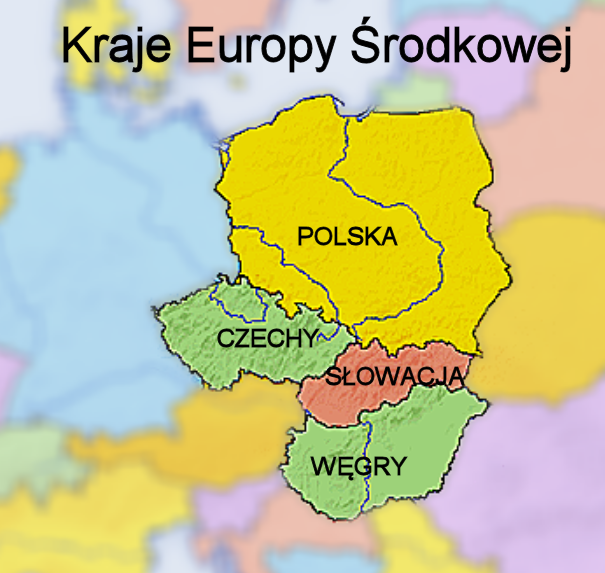 Kraje Europy Środkowej
POLSKA
CZECHY
SŁOWACJA
WĘGRY